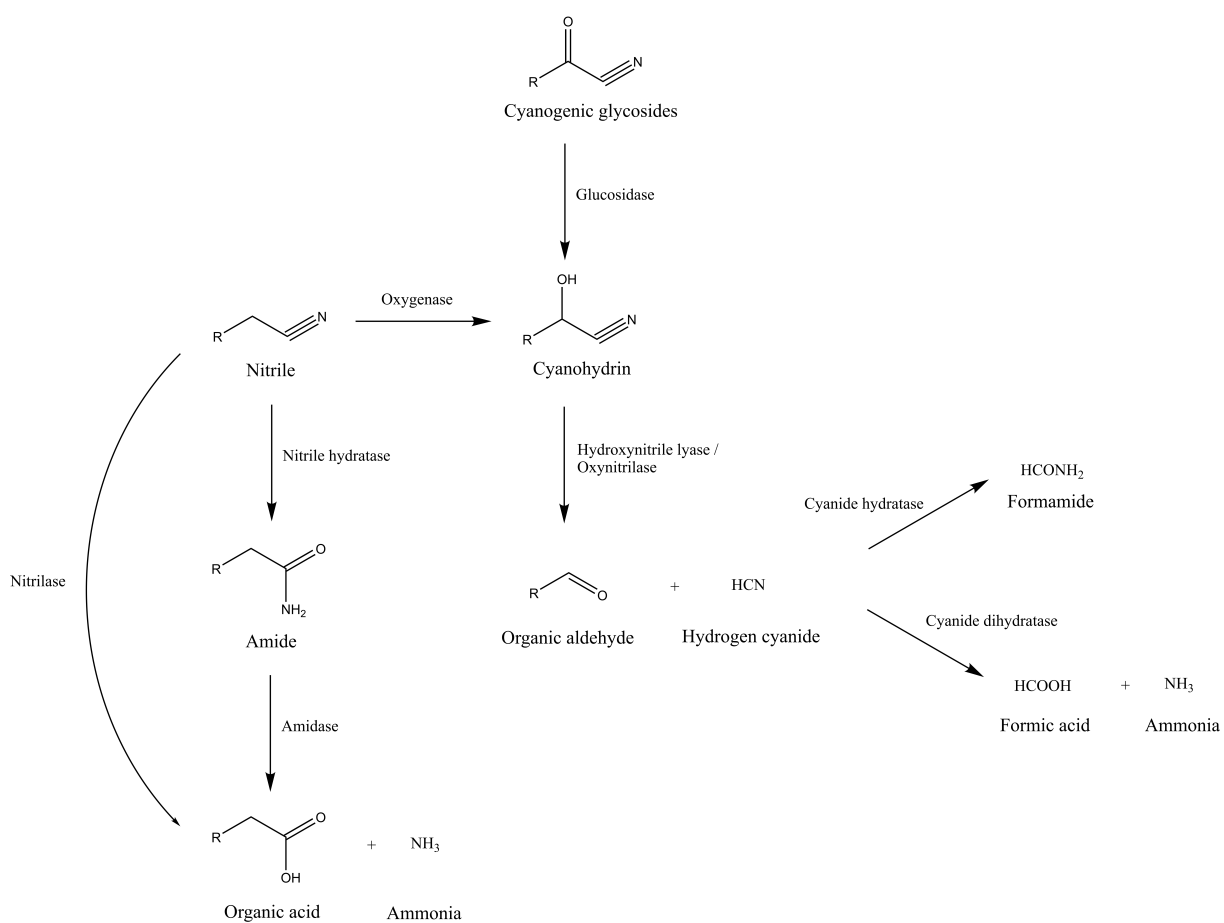 O
R
N
Cyanogenic glycosides
Glucosidase
OH
R
N
Cyanohydrin
Oxygenase
R
N
Nitrile
Nitrile hydratase
Hydroxynitrile lyase /
Oxynitrilase
Cyanide hydratase
HCONH₂
Formamide
Nitrilase
R
O
NH₂
Amide
R
O
+
HCN
Organic aldehyde
Hydrogen cyanide
Cyanide dihydratase
HCOOH
+
NH₃
Formic acid
Ammonia
Amidase
R
O
OH
+
NH₃
Organic acid
Ammonia